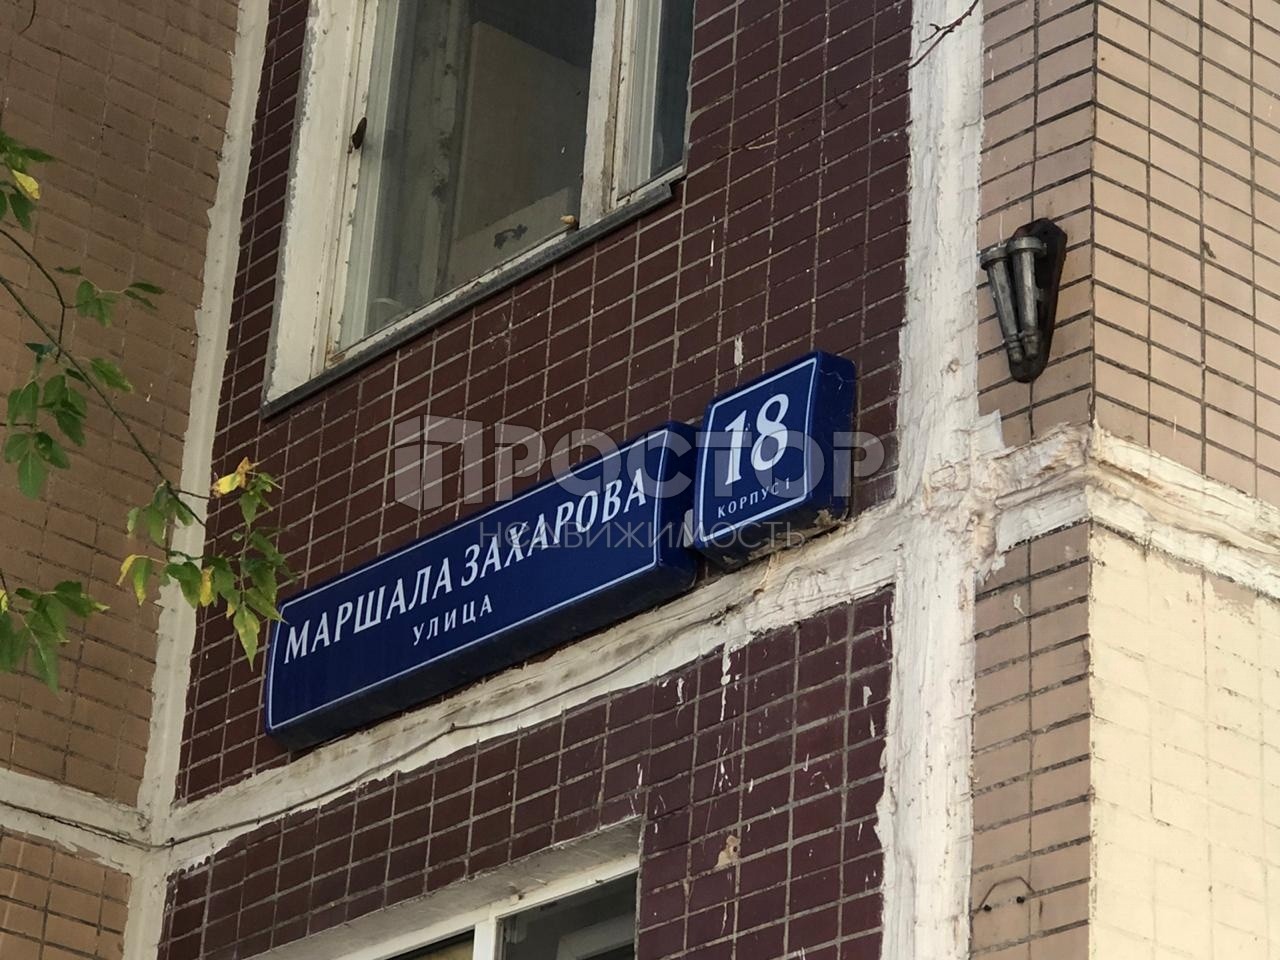 МАРШАЛА ЗАХАРОВА
УЛИЦА
18
КОРПУС 1
ПРОСТОР
НЕДВИЖИМОСТЬ